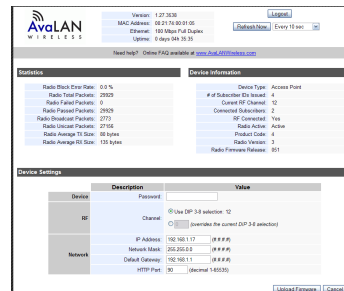 AvaLAN
WIRELESS
Version: 1.27.3638
MAC Address: 00:21:74:00:01:05
Ethernet: 100 Mbps Full Duplex
Uptime: 0 days 04h 35:35
Logout
Refresh Now Every 10 sec
Need help? Online FAQ available at www.AvaLANWireless.com
Statistics
Radio Block Error Rate: 0.0 %
Radio Total Packets: 29929
Radio Failed Packets: 0
Radio Passed Packets: 29929
Radio Broadcast Packets: 2773
Radio Unicast Packets: 27156
Radio Average TX Size: 80 bytes
Radio Average RX Size: 135 bytes
Device Information
Device Type: Access Point
# of Subscriber IDs Issued: 4
Current RF Channel: 12
Connected Subscribers: 2
RF Connected: Yes
Radio Active: Active
Product Code: 4
Radio Version: 3
Radio Firmware Release: 051
Device Settings
Description Value
Device Password:
RF Channel: Use DIP 3-8 selection: 12
(overrides the current DIP 3-8 selection)
Network
IP Address: 192.168.1.17 (#.#.#.#)
Network Mask: 255.255.0.0 (#.#.#.#)
Default Gateway: 192.168.1.1 (#.#.#.#)
HTTP Port: 80 (decimal 1-65535)
Upload Firmware Cancel